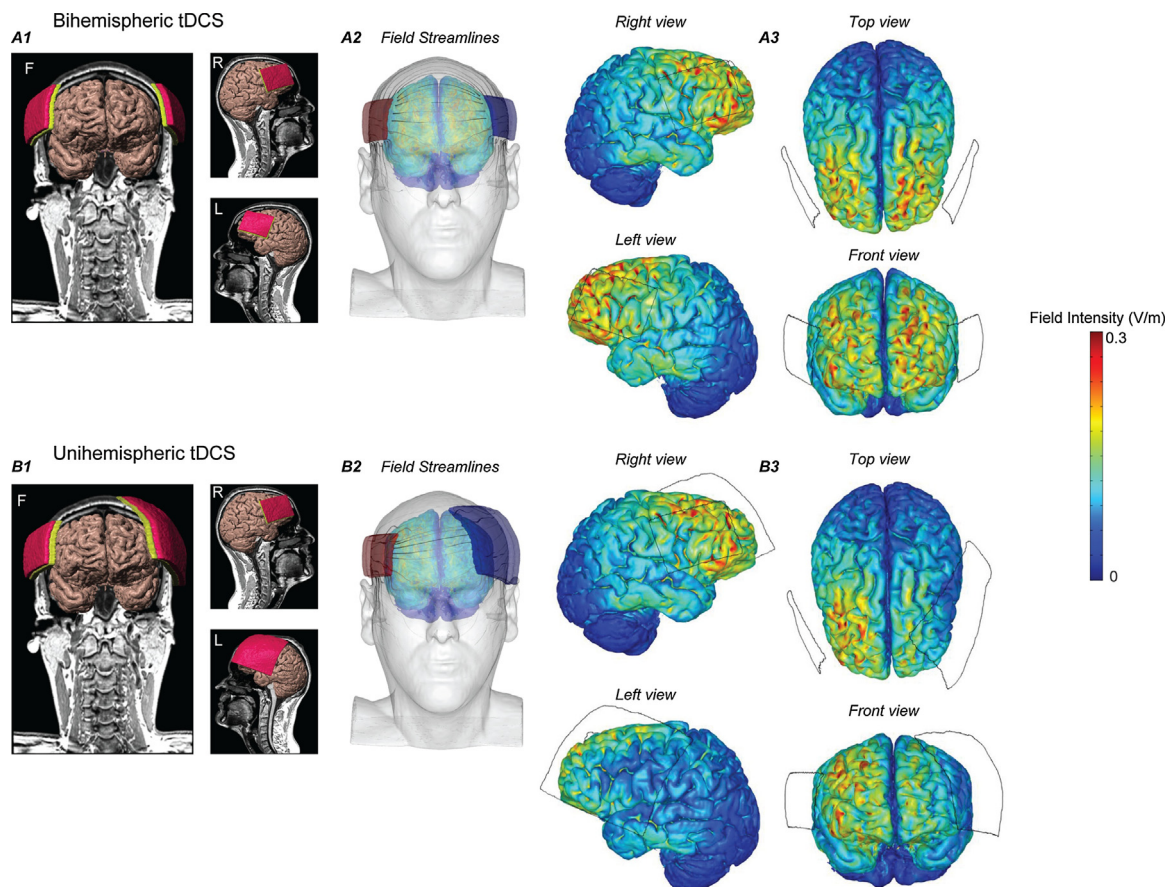 Bihemispheric tDCS
A1
F
R
L
A2 Field Streamlines
Right view
A3 Top view
Left view
Front view
Field Intensity (V/m)
0.3
0
Unihemispheric tDCS
B1
F
R
L
B2 Field Streamlines
Right view
B3 Top view
Left view
Front view